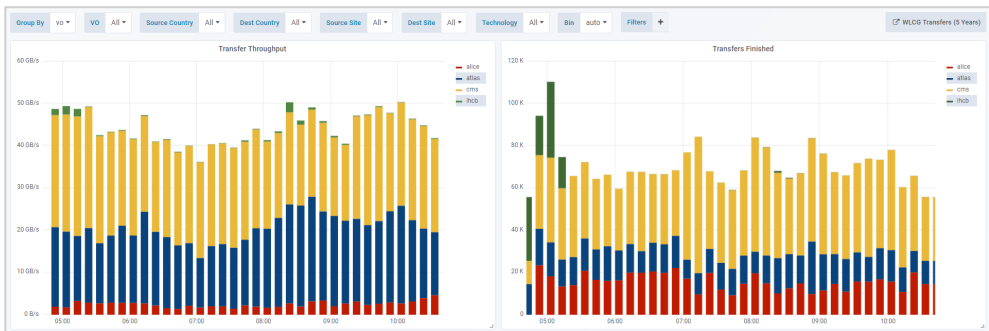 Group By vo VO All Source Country All Dest Country All Source Site All Dest Site All Technology All Bin auto Filters + WLCG Transfers (5 Years)
Transfer Throughput
60 GB/s
50 GB/s
40 GB/s
30 GB/s
20 GB/s
10 GB/s
0 B/s
05:00 06:00 07:00 08:00 09:00 10:00
alice
atlas
cms
lhcb
Transfers Finished
120 K
100 K
80 K
60 K
40 K
20 K
0
05:00 06:00 07:00 08:00 09:00 10:00
alice
atlas
cms
lhcb